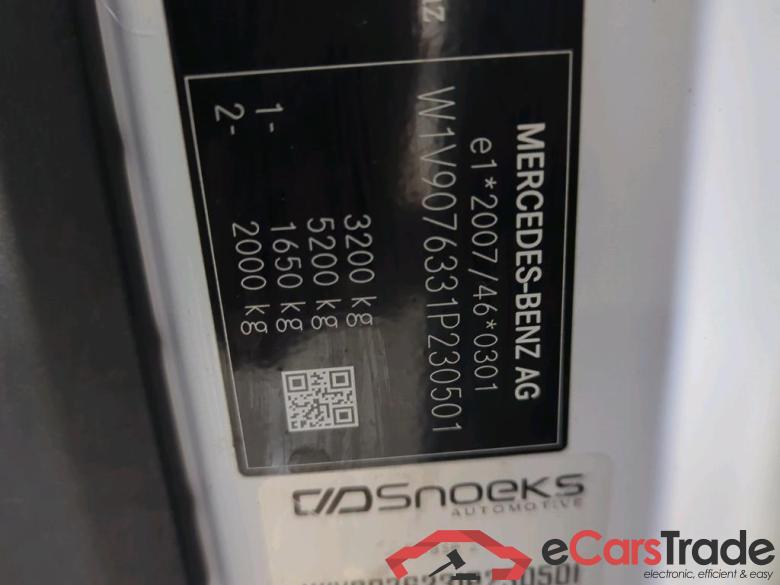 MERCEDES-BENZ AG
e1*2007/46*0301
W1V9076331P230501
3200 kg
5200 kg
1- 1650 kg
2- 2000 kg
Snoeks
AUTOMOTIVE
eCarsTrade
electronic, efficient & easy